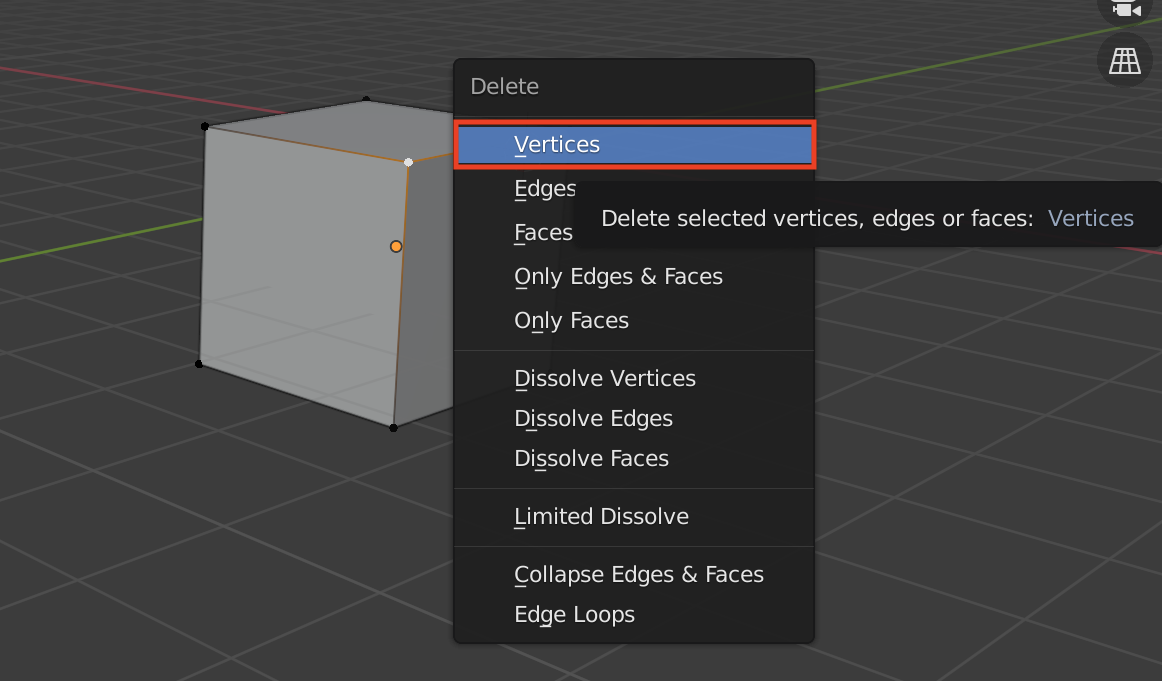 Delete
Vertices
Edges
Delete selected vertices, edges or faces: Vertices
Faces
Only Edges & Faces
Only Faces
Dissolve Vertices
Dissolve Edges
Dissolve Faces
Limited Dissolve
Collapse Edges & Faces
Edge Loops